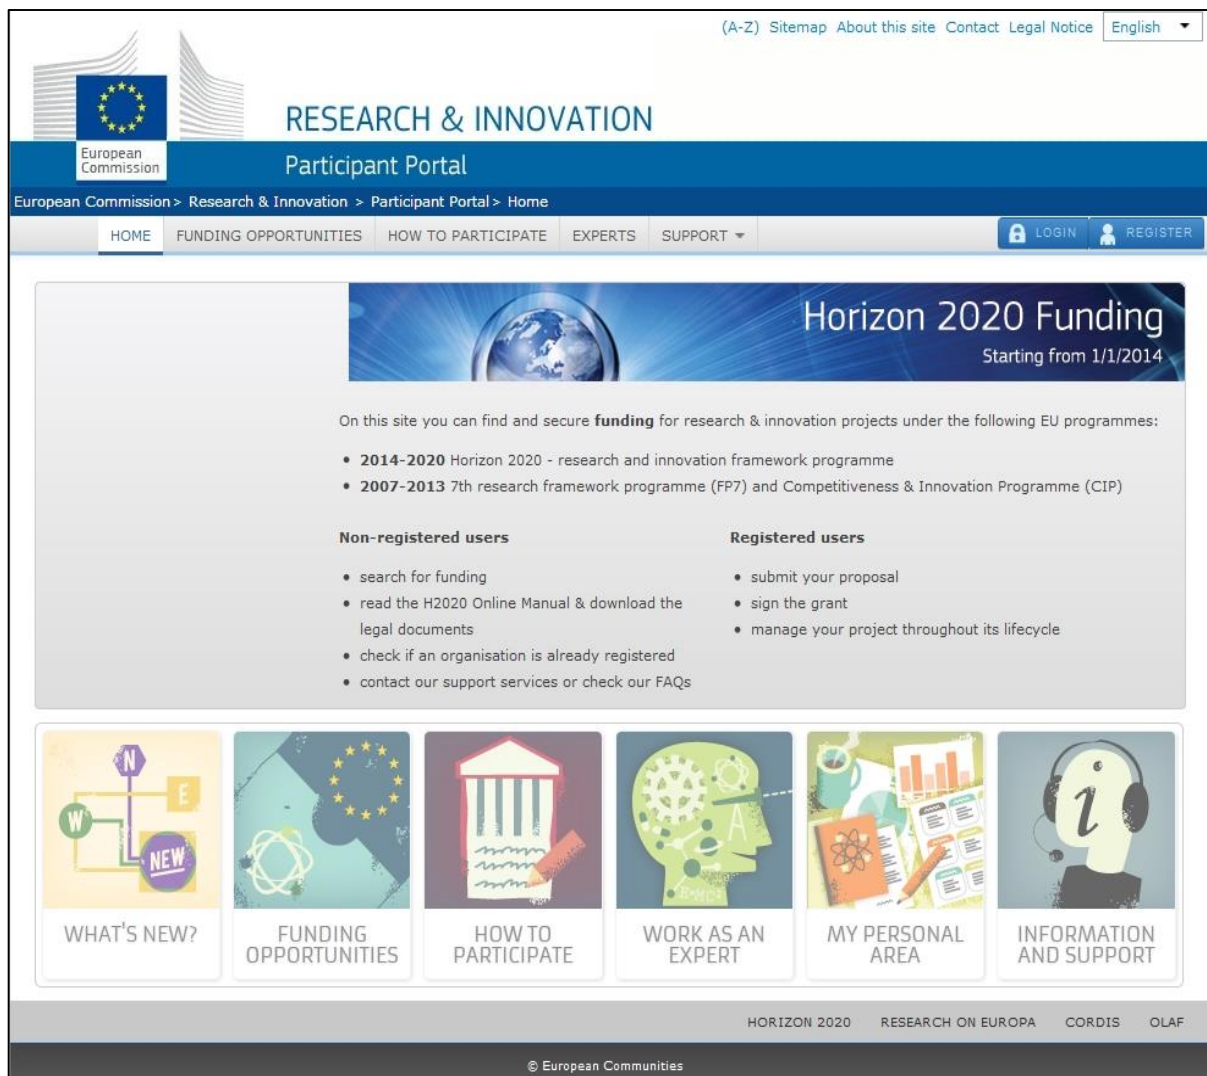 (A-Z) Sitemap About this site Contact Legal Notice English
RESEARCH & INNOVATION
European
Commission
Participant Portal
European Commission > Research & Innovation > Participant Portal > Home
HOME FUNDING OPPORTUNITIES HOW TO PARTICIPATE EXPERTS SUPPORT LOGIN REGISTER
Horizon 2020 Funding
Starting from 1/1/2014
On this site you can find and secure funding for research & innovation projects under the following EU programmes:
• 2014-2020 Horizon 2020 - research and innovation framework programme
• 2007-2013 7th research framework programme (FP7) and Competitiveness & Innovation Programme (CIP)
Non-registered users
• search for funding
• read the H2020 Online Manual & download the
legal documents
• check if an organisation is already registered
• contact our support services or check our FAQs
Registered users
• submit your proposal
• sign the grant
• manage your project throughout its lifecycle
N
E
W
NEW
A
E=MC²
i
WHAT'S NEW?
FUNDING
OPPORTUNITIES
HOW TO
PARTICIPATE
WORK AS AN
EXPERT
MY PERSONAL
AREA
INFORMATION
AND SUPPORT
HORIZON 2020 RESEARCH ON EUROPA CORDIS OLAF
© European Communities